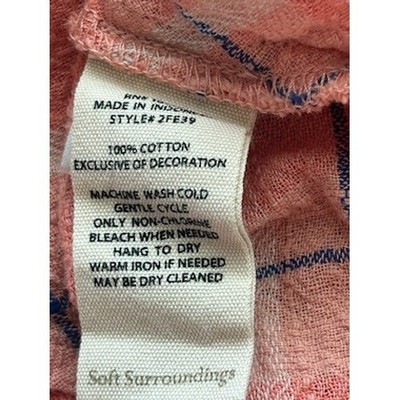 MADE IN
STYLE# 2FE39
100% COTTON
EXCLUSIVE OF DECORATION
MACHINE WASH COLD
GENTLE CYCLE
ONLY NON-CHLORINE
BLEACH WHEN NEEDED
HANG TO DRY
WARM IRON IF NEEDED
MAY BE DRY CLEANED
Soft Surroundings